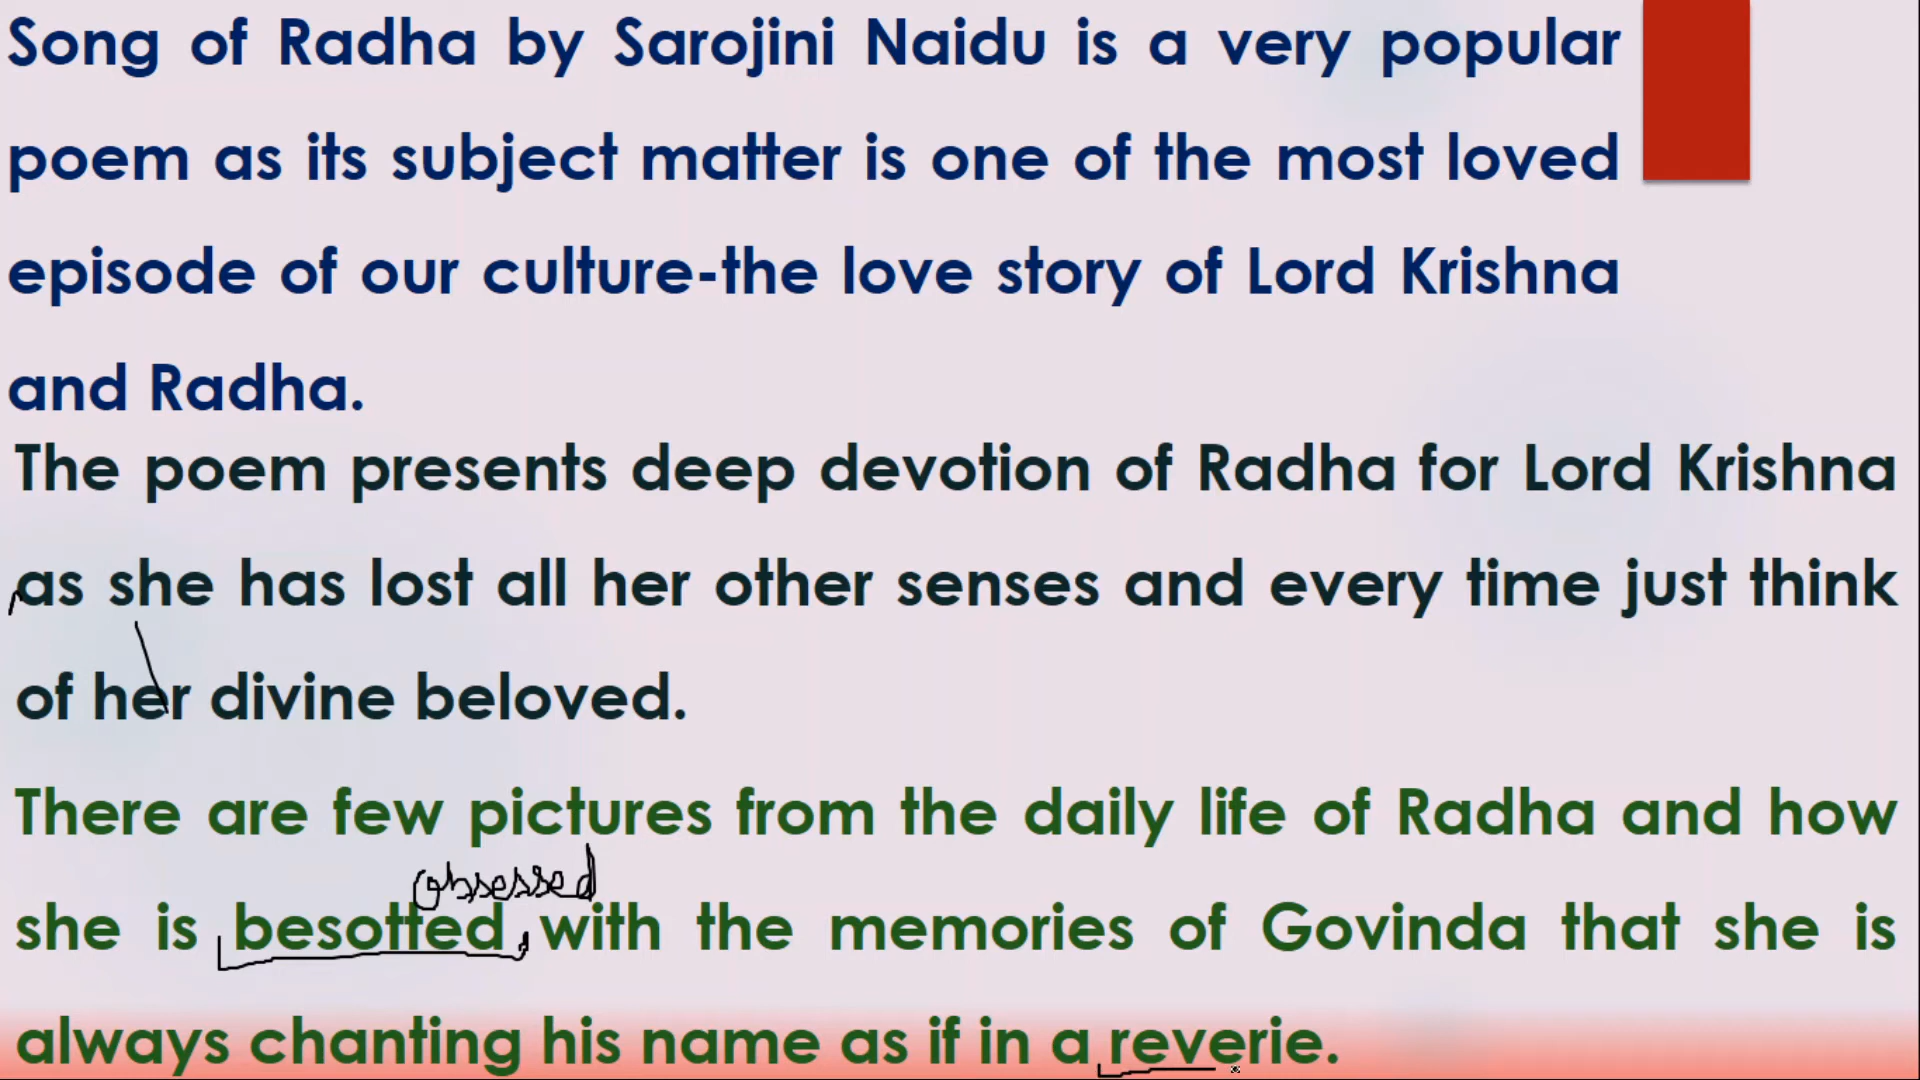 Song of Radha by Sarojini Naidu is a very popular
poem as its subject matter is one of the most loved
episode of our culture-the love story of Lord Krishna
and Radha.
The poem presents deep devotion of Radha for Lord Krishna
as she has lost all her other senses and every time just think
of her divine beloved.
There are few pictures from the daily life of Radha and how
obsessed
she is besotted with the memories of Govinda that she is
always chanting his name as if in a reverie.